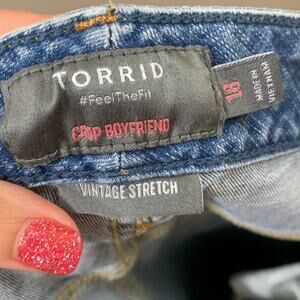 TORRID
#FeelTheFit
CROP BOYFRIEND
18
MADE IN
VIETNAM
VINTAGE STRETCH